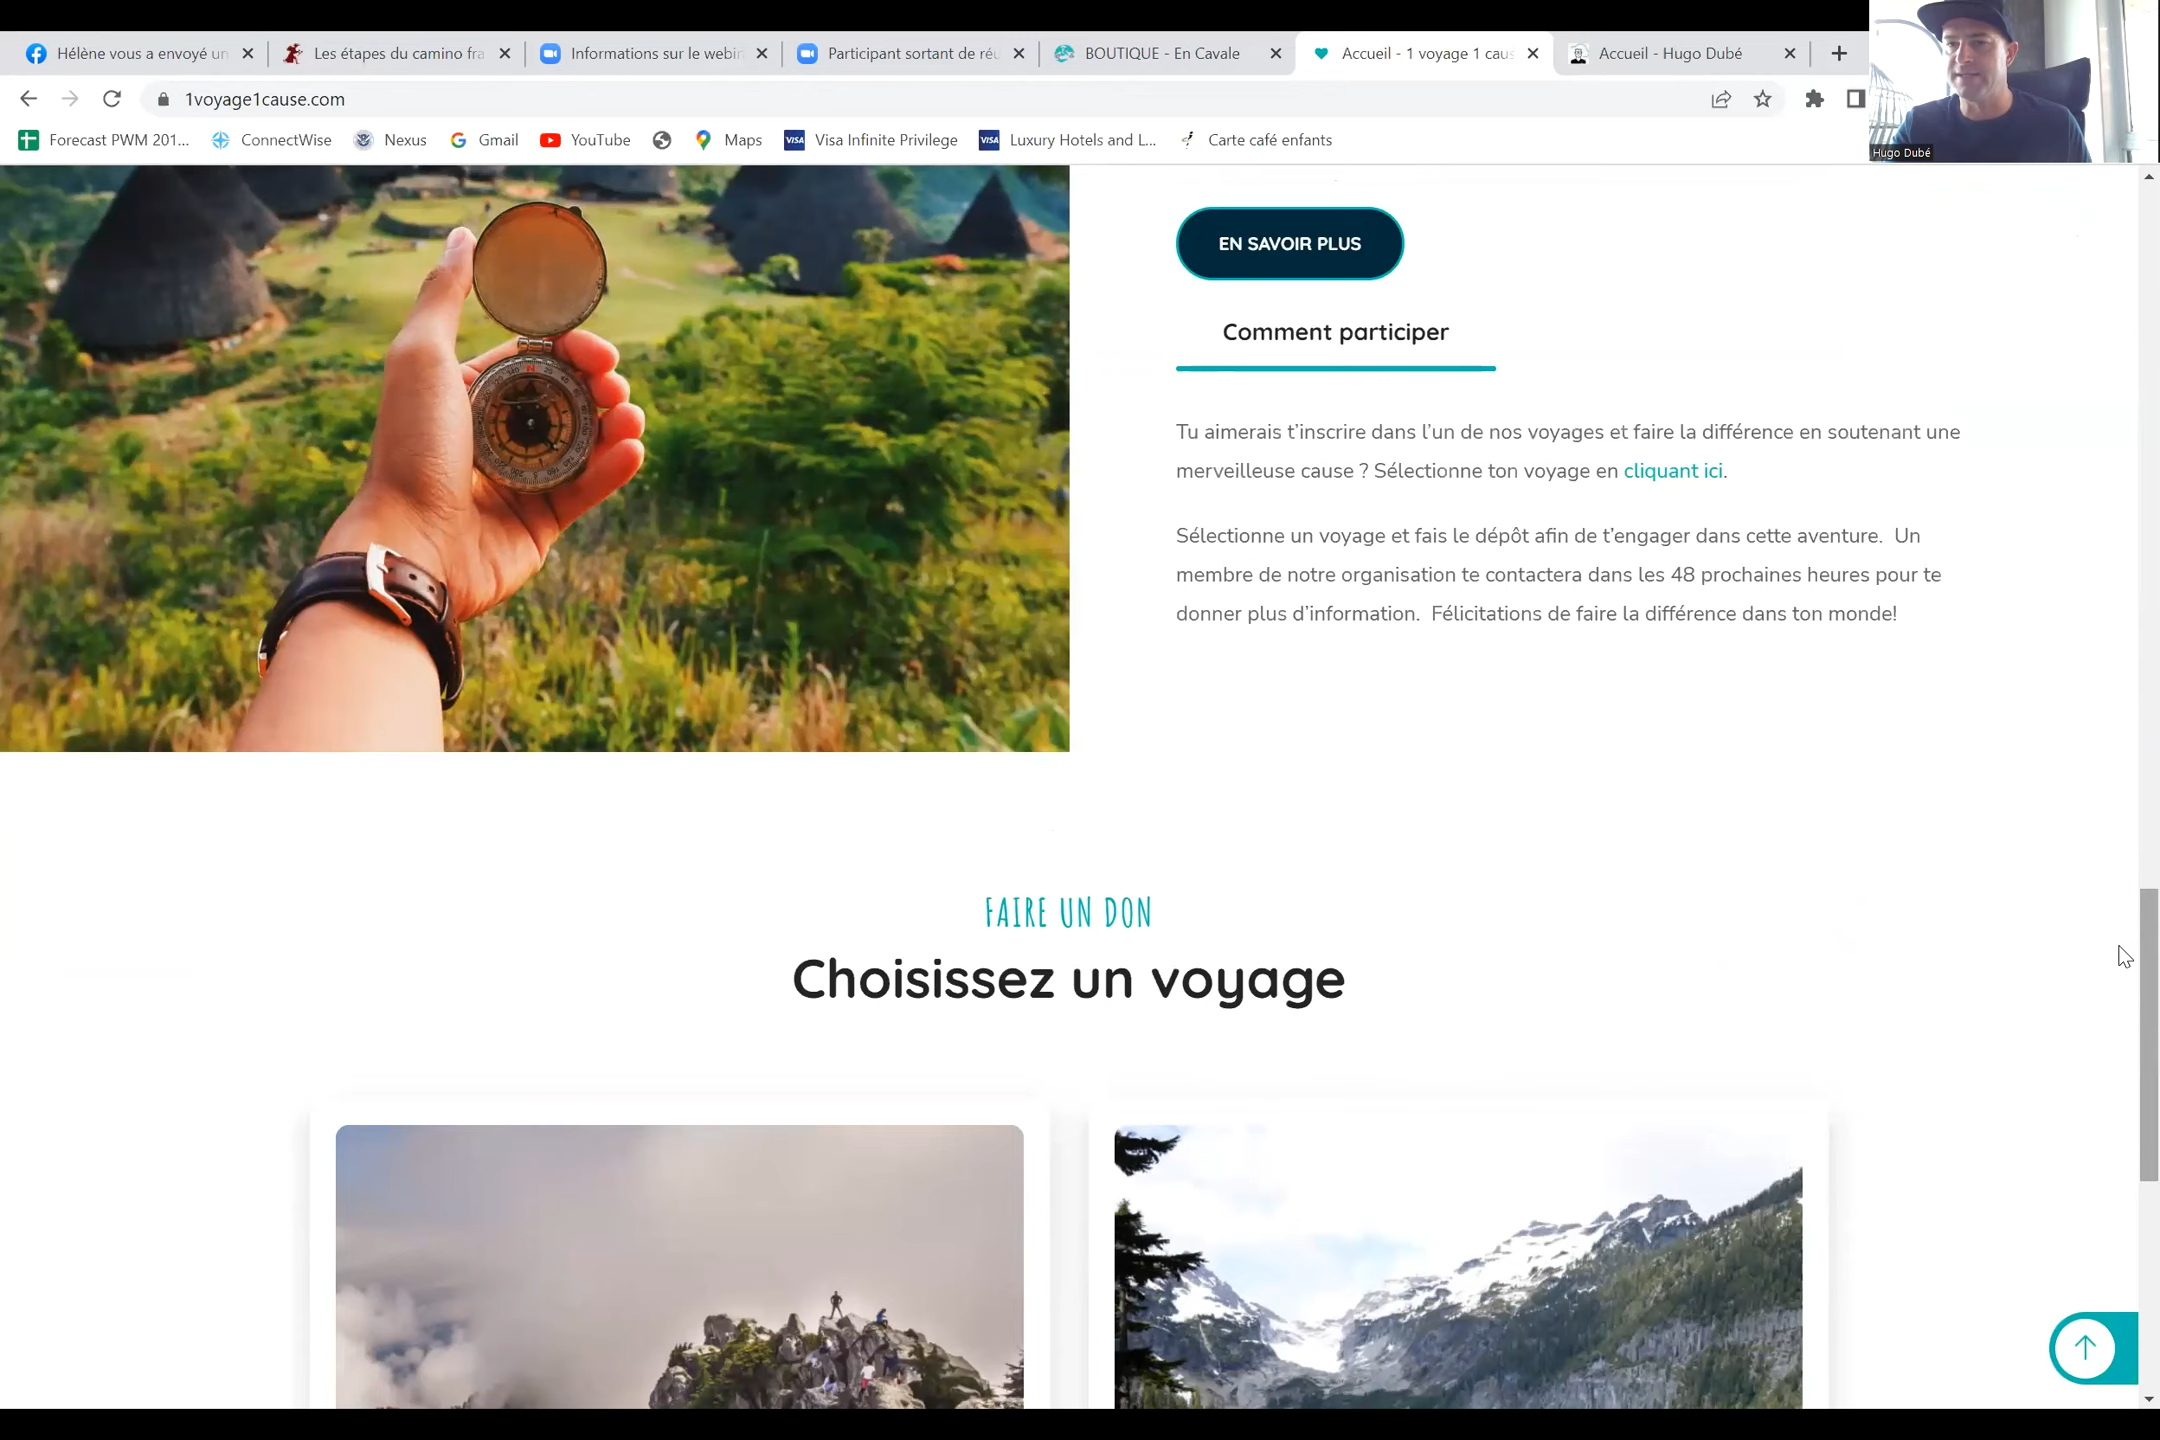 Hélène vous a envoyé un
Les étapes du camino fra
Informations sur le webin
Participant sortant de réu
BOUTIQUE - En Cavale
Accueil - 1 voyage 1 caus
Accueil - Hugo Dubé
1voyage1cause.com
Forecast PWM 201...
ConnectWise
Nexus
Gmail
YouTube
Maps
VISA
Visa Infinite Privilege
VISA
Luxury Hotels and L...
Carte café enfants
Hugo Dubé
EN SAVOIR PLUS
Comment participer
Tu aimerais t'inscrire dans l'un de nos voyages et faire la différence en soutenant une
merveilleuse cause ? Sélectionne ton voyage en cliquant ici.
Sélectionne un voyage et fais le dépôt afin de t'engager dans cette aventure. Un
membre de notre organisation te contactera dans les 48 prochaines heures pour te
donner plus d'information. Félicitations de faire la différence dans ton monde!
FAIRE UN DON
Choisissez un voyage